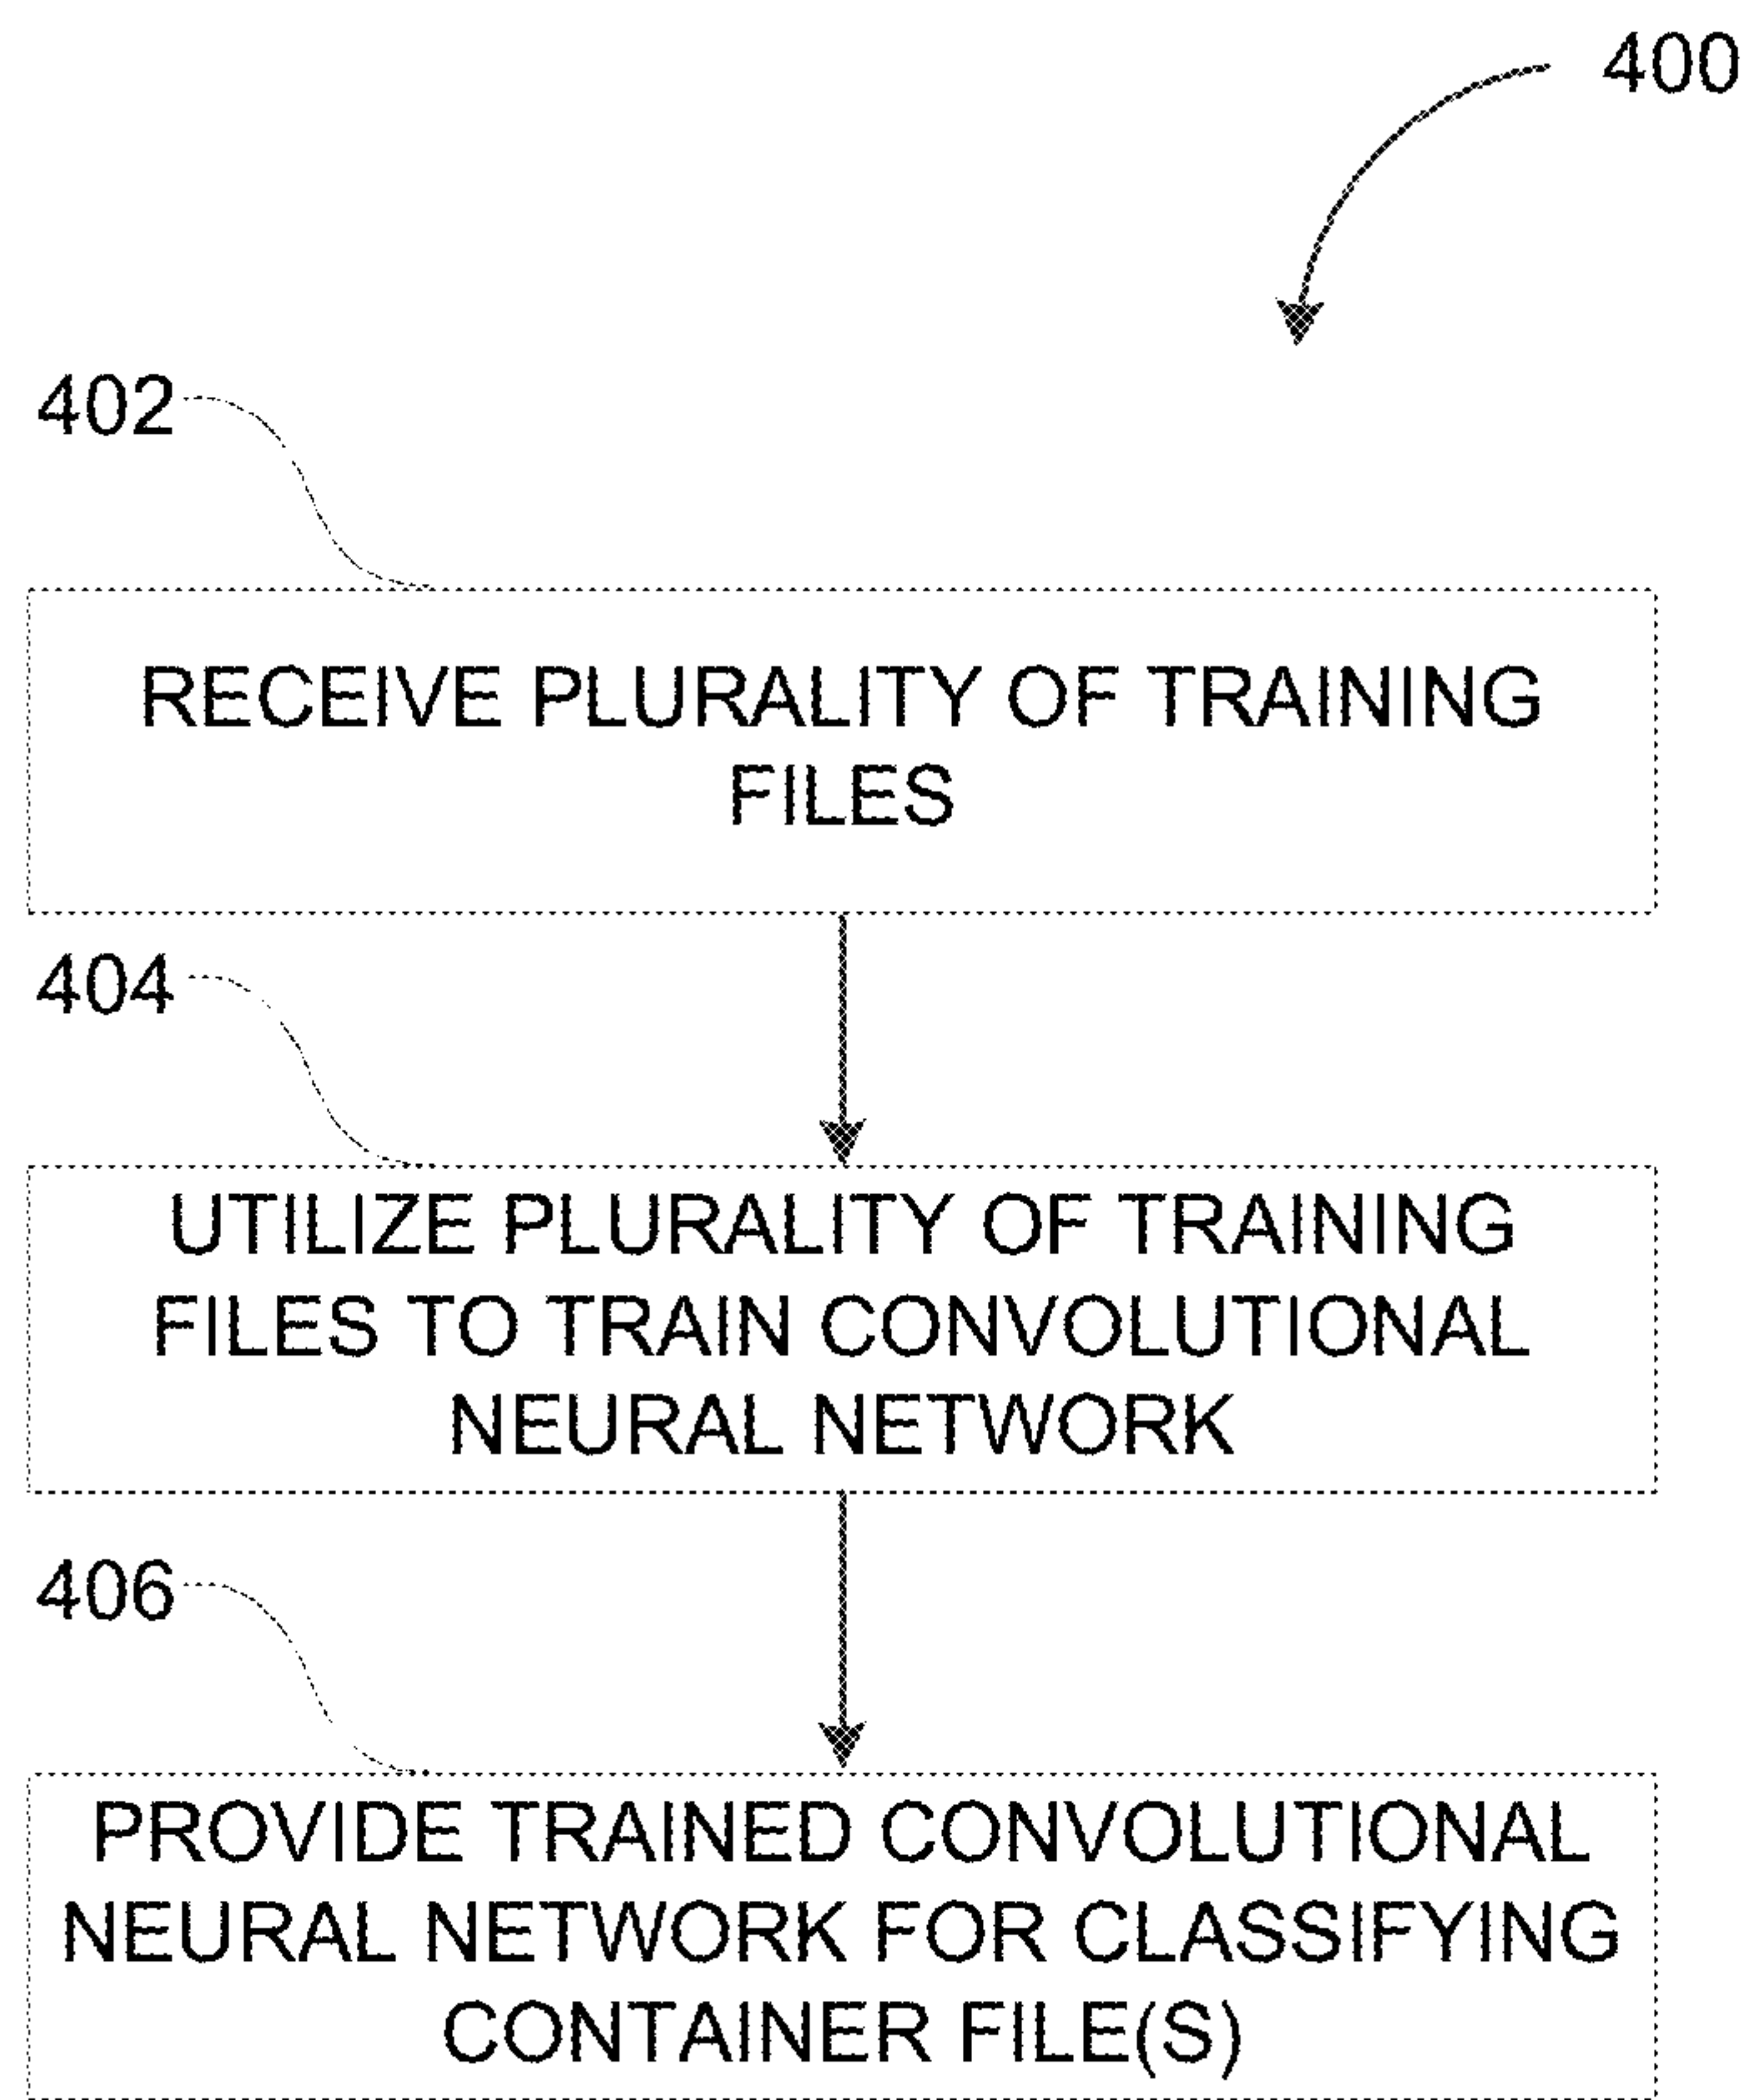 400
402
RECEIVE PLURALITY OF TRAINING
FILES
404
UTILIZE PLURALITY OF TRAINING
FILES TO TRAIN CONVOLUTIONAL
NEURAL NETWORK
406
PROVIDE TRAINED CONVOLUTIONAL
NEURAL NETWORK FOR CLASSIFYING
CONTAINER FILE(S)